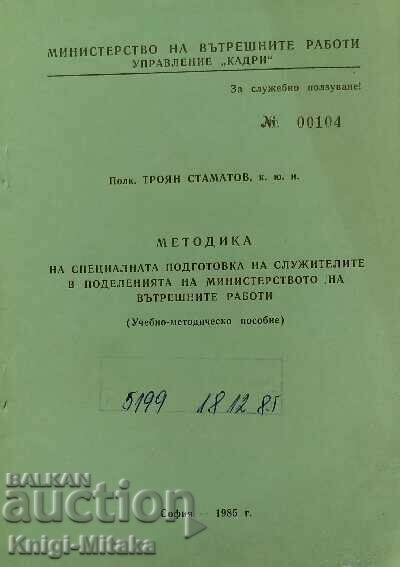 МИНИСТЕРСТВО НА ВЪТРЕШНИТЕ РАБОТИ
УПРАВЛЕНИЕ „КАДРИ“
За служебно ползуване!
№ 00104
Полк. ТРОЯН СТАМАТОВ, к. ю. н.
МЕТОДИКА
НА СПЕЦИАЛНАТА ПОДГОТОВКА НА СЛУЖИТЕЛИТЕ
В ПОДЕЛЕНИЯТА НА МИНИСТЕРСТВОТО НА
ВЪТРЕШНИТЕ РАБОТИ
(Учебно-методическо пособие)
5199 18 12 85
София — 1985 г.
BALKAN
auction
Knigi-Mitaka